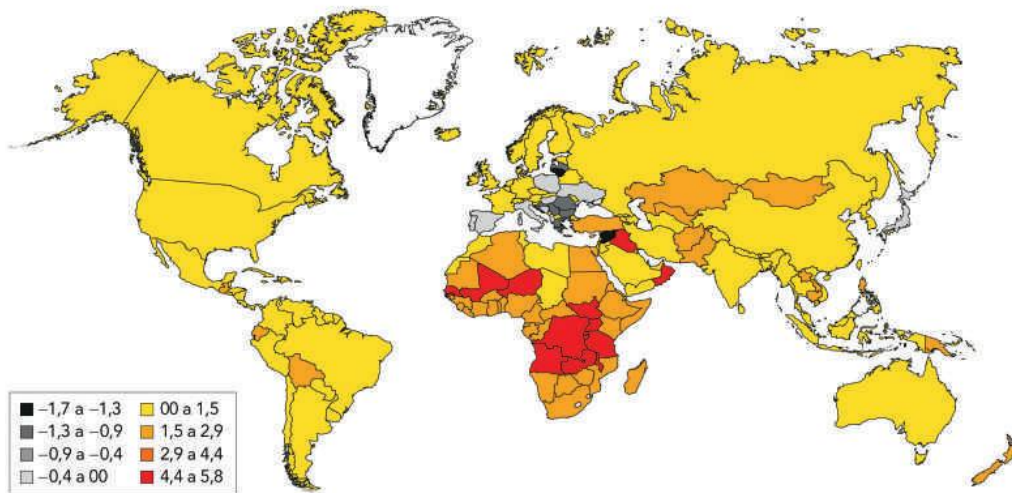 −1,7 a −1,3
−1,3 a −0,9
−0,9 a −0,4
−0,4 a 00
00 a 1,5
1,5 a 2,9
2,9 a 4,4
4,4 a 5,8